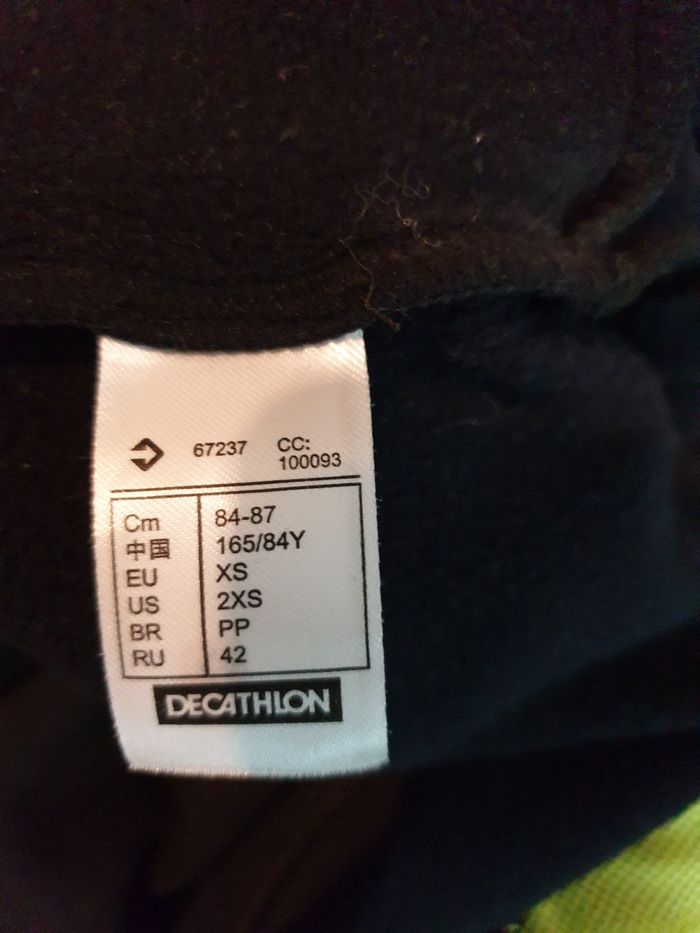 67237 CC:
100093
Cm 84-87
中国 165/84Y
EU XS
US 2XS
BR PP
RU 42
DECATHLON